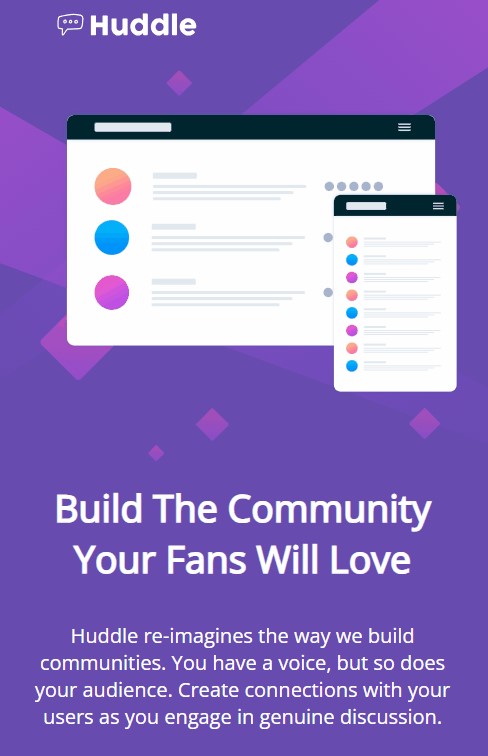 Huddle
Build The Community
Your Fans Will Love
Huddle re-imagines the way we build
communities. You have a voice, but so does
your audience. Create connections with your
users as you engage in genuine discussion.